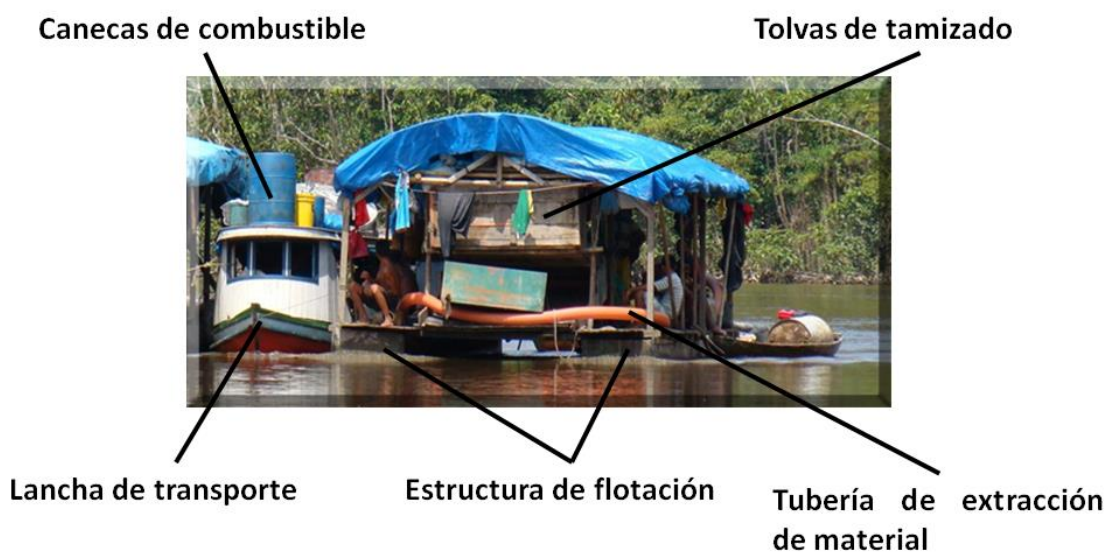 Canecas de combustible
Tolvas de tamizado
Lancha de transporte
Estructura de flotación
Tubería de extracción
de material